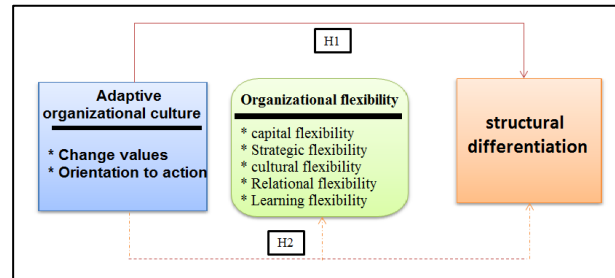 H1
Adaptive
organizational culture
* Change values
* Orientation to action
Organizational flexibility
* capital flexibility
* Strategic flexibility
* cultural flexibility
* Relational flexibility
* Learning flexibility
structural
differentiation
H2